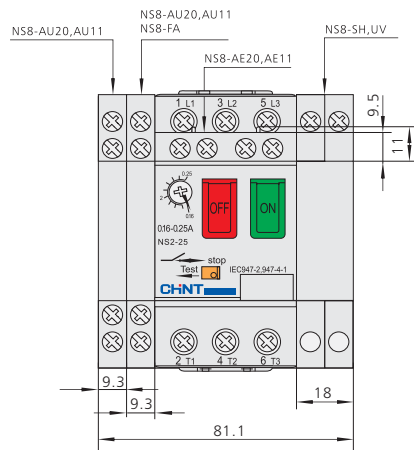 NS8-AU20,AU11
NS8-AU20,AU11
NS8-FA
NS8-SH,UV
NS8-AE20,AE11
1 L1 3 L2 5 L3
9.5
11
0.25
2
0.16
OFF
ON
0.16-0.25A
NS2-25
stop
Test
IEC947-2,947-4-1
CHNT
2 T1 4 T2 6 T3
9.3
18
9.3
81.1